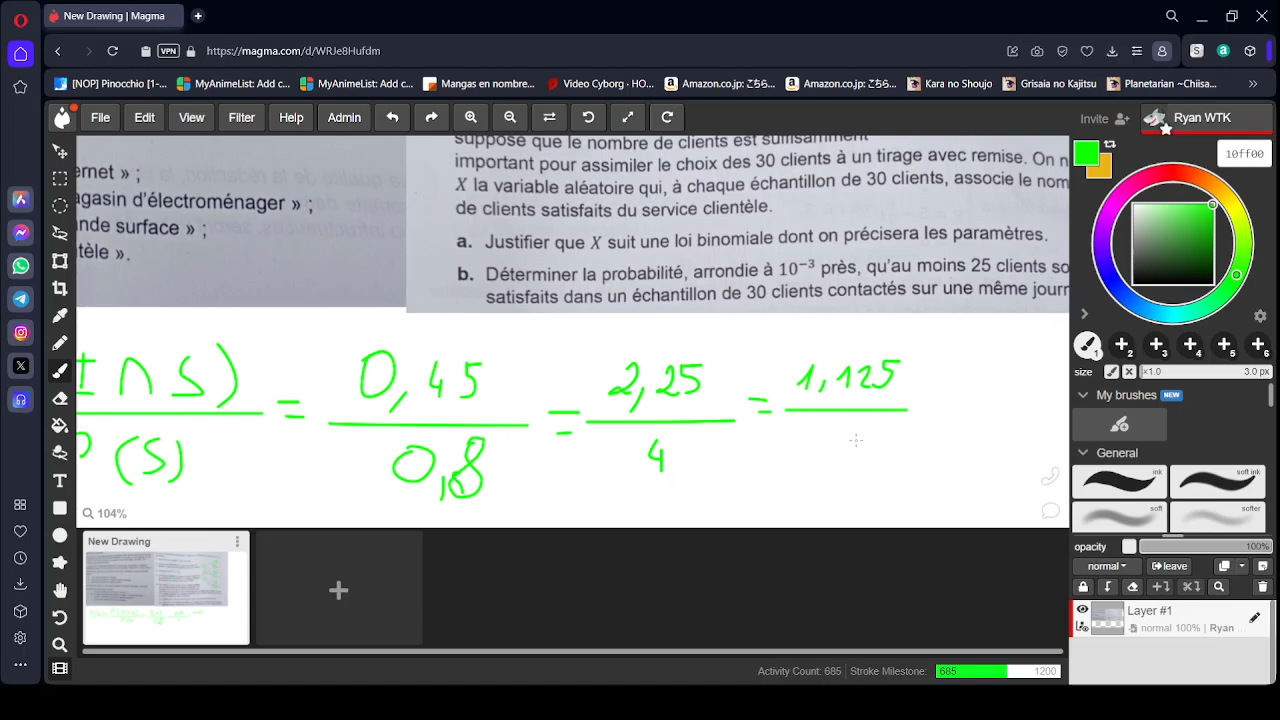 New Drawing | Magma
VPN https://magma.com/d/WRJe8Hufdm
[NOP] Pinocchio [1-... MyAnimeList: Add c... MyAnimeList: Add c... Mangas en nombre... Video Cyborg · HO... Amazon.co.jp: こちら... Amazon.co.jp: こちら... Kara no Shoujo Grisaia no Kajitsu Planetarian ~Chiisa...
File Edit View Filter Help Admin Invite Ryan WTK
10ff00
suppose que le nombre de clients est suffisamment
important pour assimiler le choix des 30 clients à un tirage avec remise. On n
X la variable aléatoire qui, à chaque échantillon de 30 clients, associe le nom
de clients satisfaits du service clientèle.
a. Justifier que X suit une loi binomiale dont on précisera les paramètres.
b. Déterminer la probabilité, arrondie à 10⁻³ près, qu'au moins 25 clients so
satisfaits dans un échantillon de 30 clients contactés sur une même journ
ernet » ;
agasin d'électroménager » ;
nde surface » ;
tèle ».
I ∩ S) = 0,45 = 2,25 = 1,125
P(S) 0,8 4
104%
1 2 3 4 5 6
size x1.0 3.0 px
My brushes NEW
General
ink soft ink
soft softer
opacity 100%
normal leave
Layer #1
normal 100% | Ryan
New Drawing
Activity Count: 685 Stroke Milestone: 685 1200